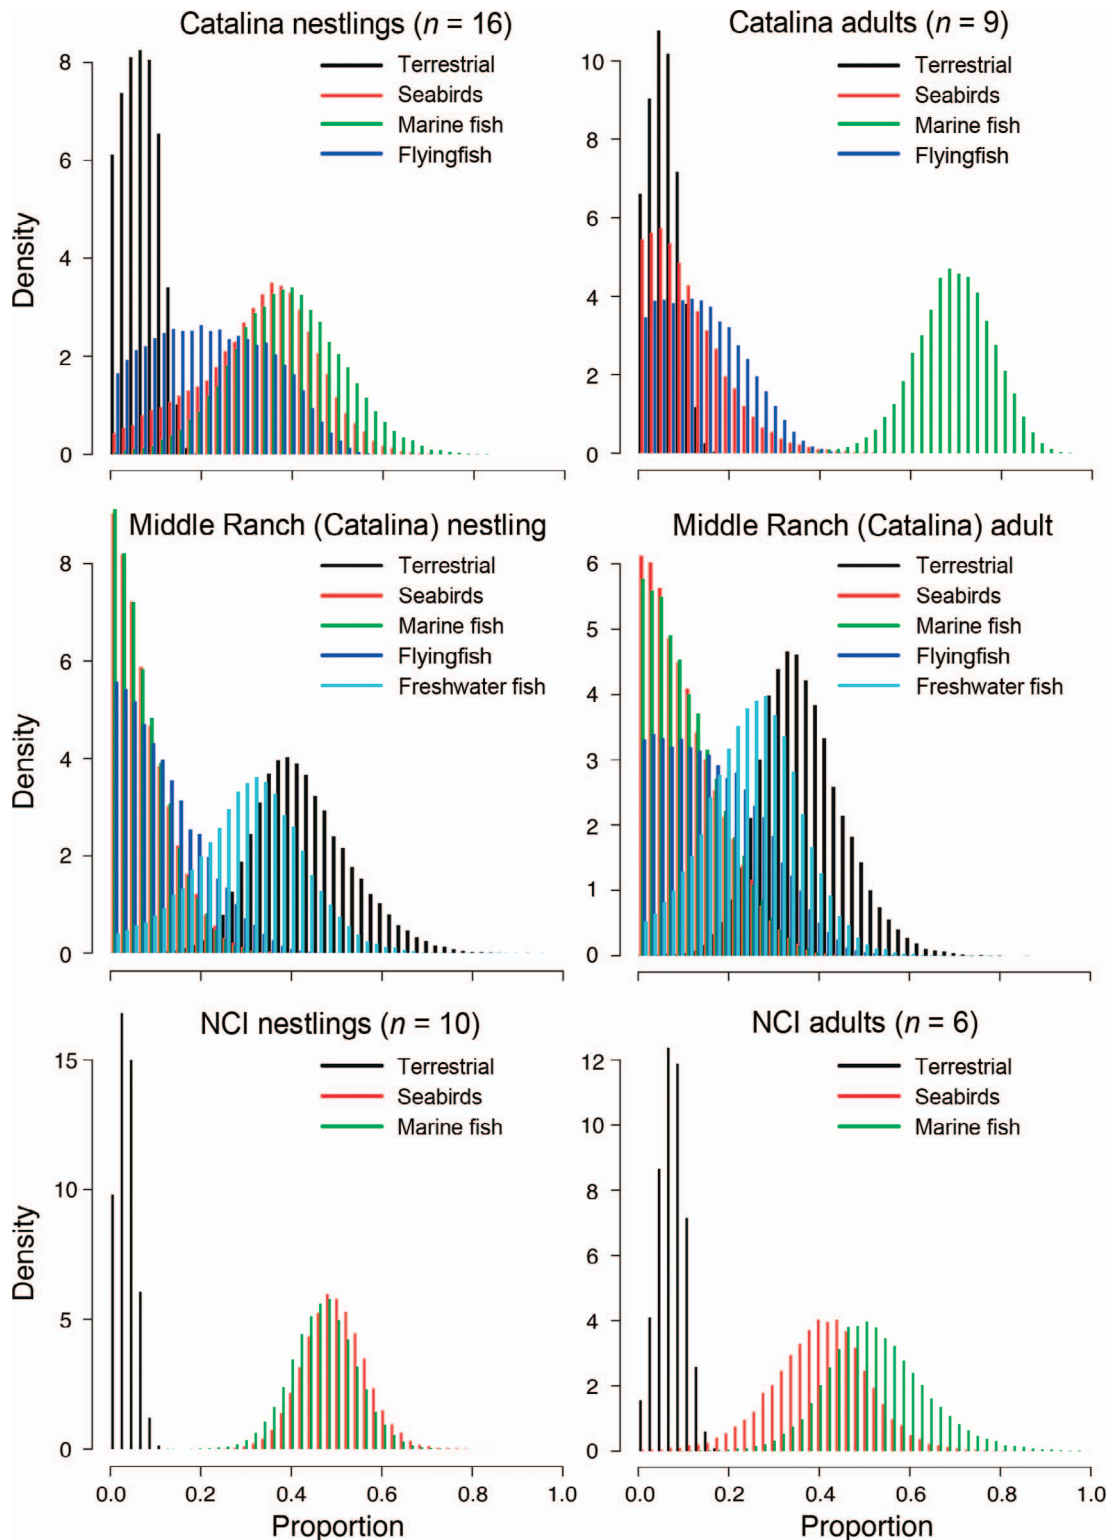 Catalina nestlings (n = 16)
Terrestrial
Seabirds
Marine fish
Flyingfish
Density
8
6
4
2
0
Catalina adults (n = 9)
Terrestrial
Seabirds
Marine fish
Flyingfish
10
8
6
4
2
0
Middle Ranch (Catalina) nestling
Terrestrial
Seabirds
Marine fish
Flyingfish
Freshwater fish
Density
8
6
4
2
0
Middle Ranch (Catalina) adult
Terrestrial
Seabirds
Marine fish
Flyingfish
Freshwater fish
6
5
4
3
2
1
0
NCI nestlings (n = 10)
Terrestrial
Seabirds
Marine fish
Density
15
10
5
0
0.0 0.2 0.4 0.6 0.8 1.0
Proportion
NCI adults (n = 6)
Terrestrial
Seabirds
Marine fish
12
10
8
6
4
2
0
0.0 0.2 0.4 0.6 0.8 1.0
Proportion